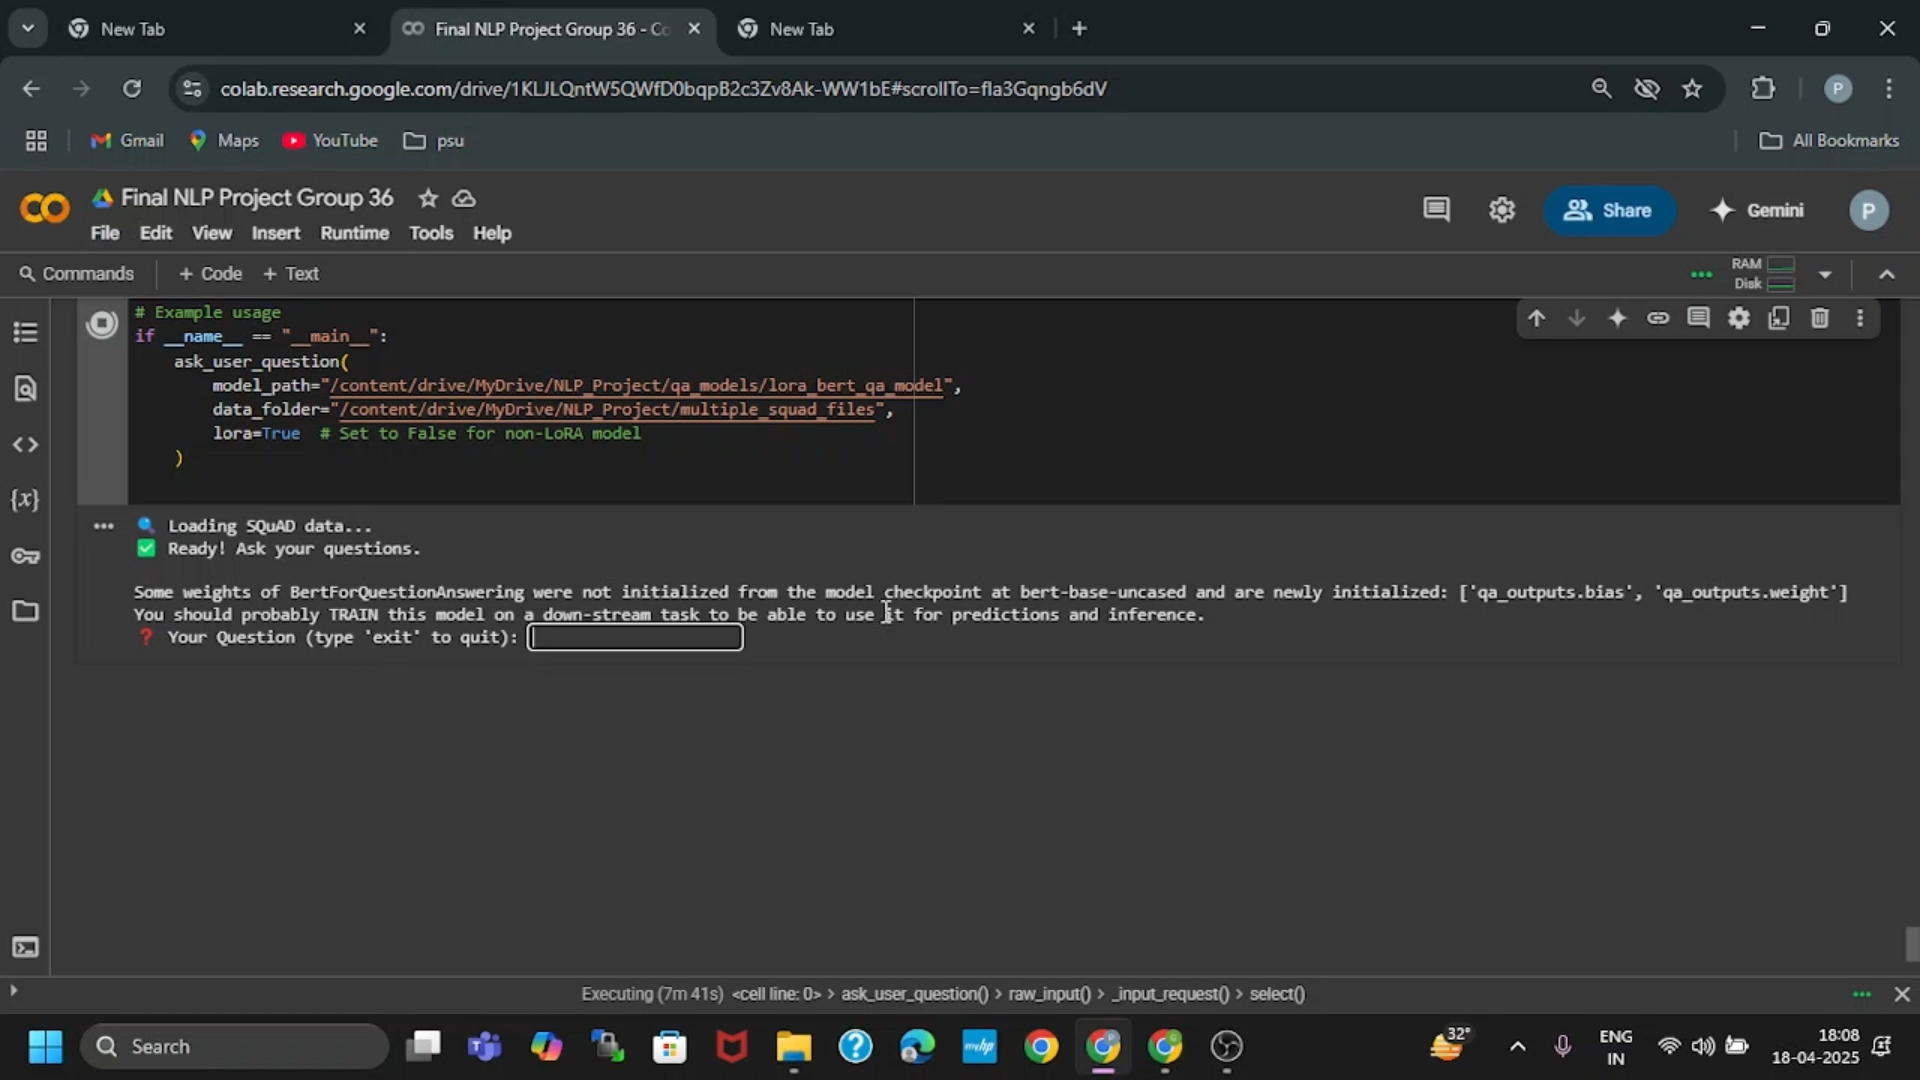 New Tab
Final NLP Project Group 36 - Co
New Tab
colab.research.google.com/drive/1KLJLQntW5QWfD0bqpB2c3Zv8Ak-WW1bE#scrollTo=fIa3Gqngb6dV
P
Gmail
Maps
YouTube
psu
All Bookmarks
Final NLP Project Group 36
Share
Gemini
P
File Edit View Insert Runtime Tools Help
Commands
+ Code + Text
RAM
Disk
# Example usage
if __name__ == "__main__":
ask_user_question(
model_path="/content/drive/MyDrive/NLP_Project/qa_models/lora_bert_qa_model",
data_folder="/content/drive/MyDrive/NLP_Project/multiple_squad_files",
lora=True # Set to False for non-LoRA model
)
{x}
🔍 Loading SQuAD data...
✅ Ready! Ask your questions.
Some weights of BertForQuestionAnswering were not initialized from the model checkpoint at bert-base-uncased and are newly initialized: ['qa_outputs.bias', 'qa_outputs.weight']
You should probably TRAIN this model on a down-stream task to be able to use it for predictions and inference.
❓ Your Question (type 'exit' to quit):
Executing (7m 41s) <cell line: 0> > ask_user_question() > raw_input() > _input_request() > select()
Search
myhp
32°
ENG
IN
18:08
18-04-2025